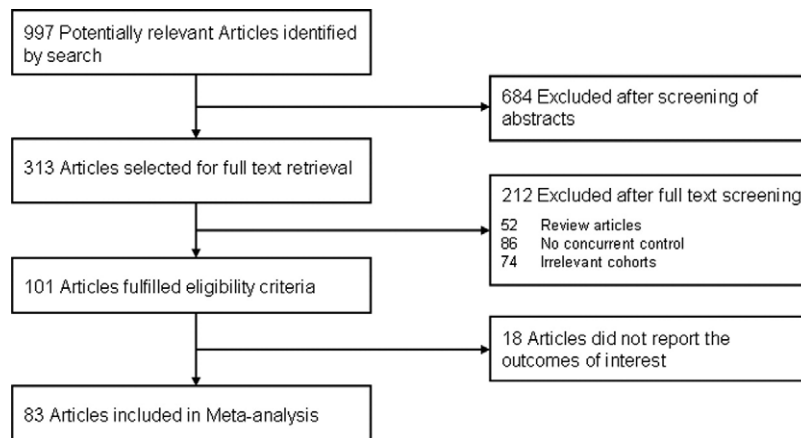 997 Potentially relevant Articles identified
by search
684 Excluded after screening of
abstracts
313 Articles selected for full text retrieval
212 Excluded after full text screening
52 Review articles
86 No concurrent control
74 Irrelevant cohorts
101 Articles fulfilled eligibility criteria
18 Articles did not report the
outcomes of interest
83 Articles included in Meta-analysis